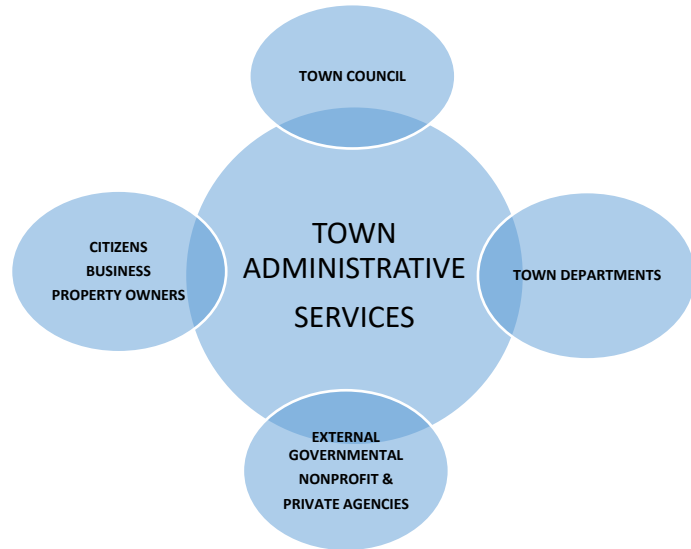 TOWN COUNCIL
TOWN
ADMINISTRATIVE
SERVICES
CITIZENS
BUSINESS
PROPERTY OWNERS
TOWN DEPARTMENTS
EXTERNAL
GOVERNMENTAL
NONPROFIT &
PRIVATE AGENCIES